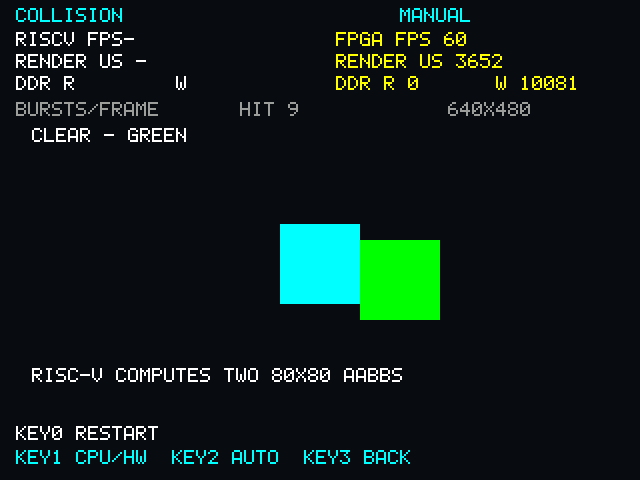 COLLISION MANUAL
RISCV FPS- FPGA FPS 60
RENDER US - RENDER US 3652
DDR R W DDR R 0 W 10081
BURSTS/FRAME HIT 9 640X480
CLEAR - GREEN
RISC-V COMPUTES TWO 80X80 AABBS
KEY0 RESTART
KEY1 CPU/HW KEY2 AUTO KEY3 BACK